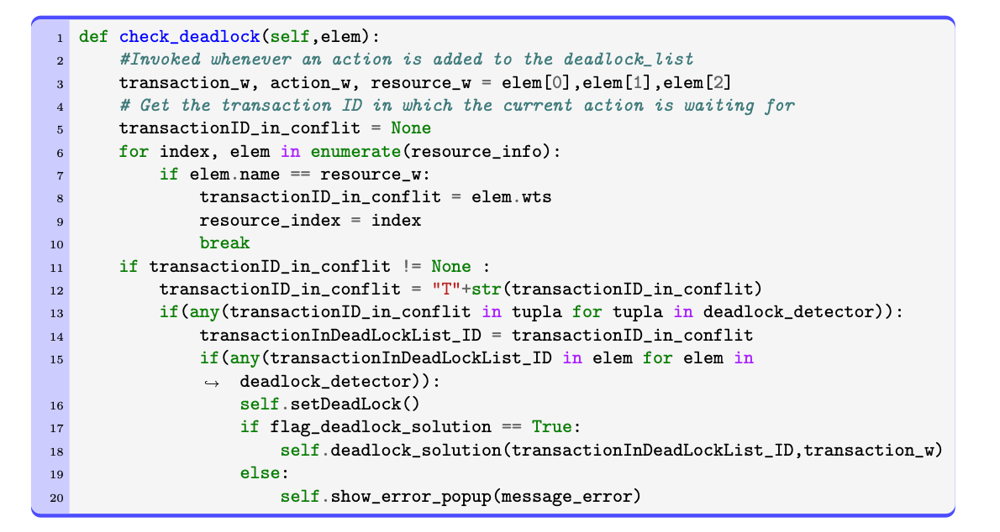 1 def check_deadlock(self,elem):
2     #Invoked whenever an action is added to the deadlock_list
3     transaction_w, action_w, resource_w = elem[0],elem[1],elem[2]
4     # Get the transaction ID in which the current action is waiting for
5     transactionID_in_conflit = None
6     for index, elem in enumerate(resource_info):
7         if elem.name == resource_w:
8             transactionID_in_conflit = elem.wts
9             resource_index = index
10             break
11     if transactionID_in_conflit != None :
12         transactionID_in_conflit = "T"+str(transactionID_in_conflit)
13         if(any(transactionID_in_conflit in tupla for tupla in deadlock_detector)):
14             transactionInDeadLockList_ID = transactionID_in_conflit
15             if(any(transactionInDeadLockList_ID in elem for elem in
↪ deadlock_detector)):
16                 self.setDeadLock()
17                 if flag_deadlock_solution == True:
18                     self.deadlock_solution(transactionInDeadLockList_ID,transaction_w)
19                 else:
20                     self.show_error_popup(message_error)